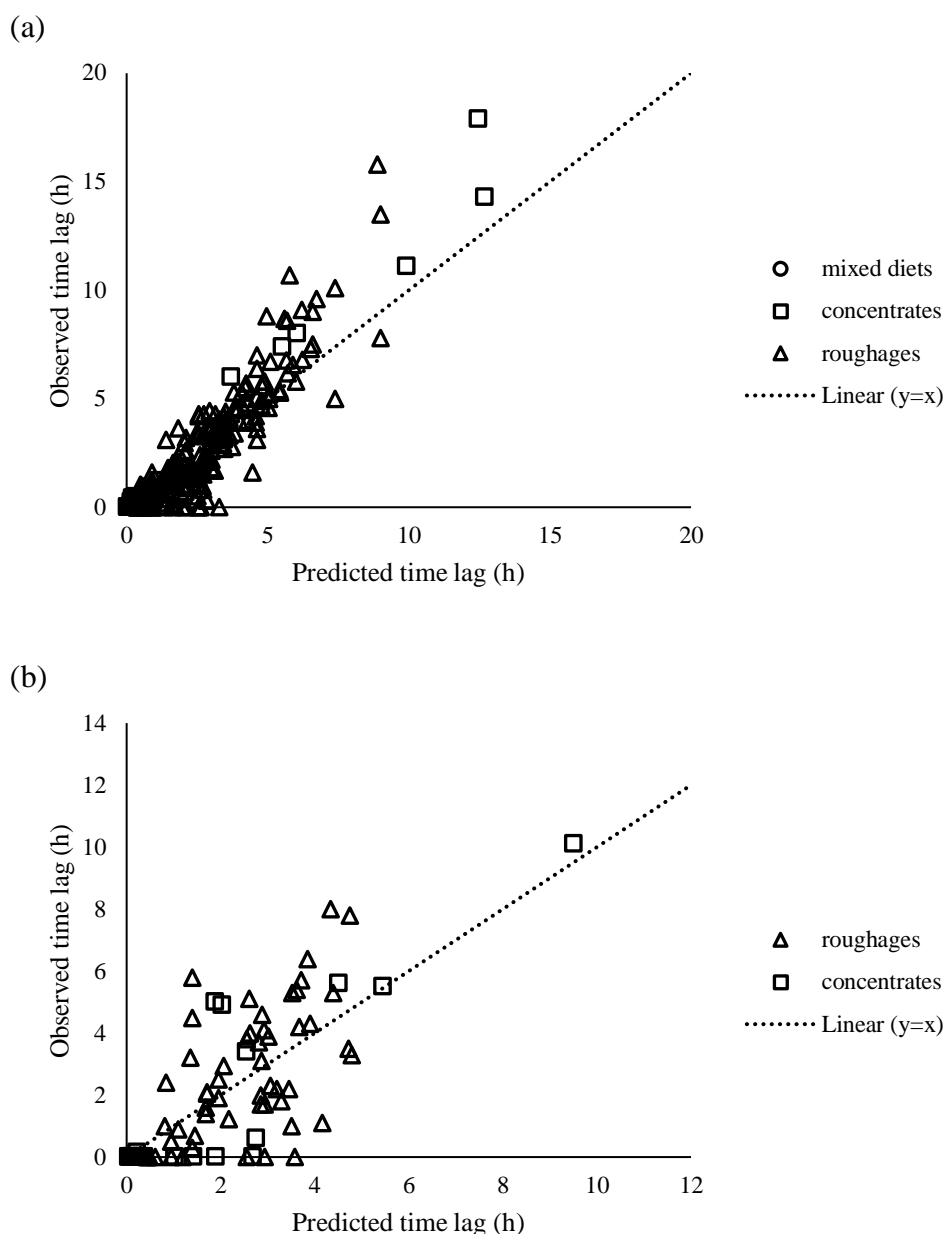 (a)
20
15
10
5
0
Observed time lag (h)
0 5 10 15 20
Predicted time lag (h)
mixed diets
concentrates
roughages
Linear (y=x)
(b)
14
12
10
8
6
4
2
0
Observed time lag (h)
0 2 4 6 8 10 12
Predicted time lag (h)
roughages
concentrates
Linear (y=x)